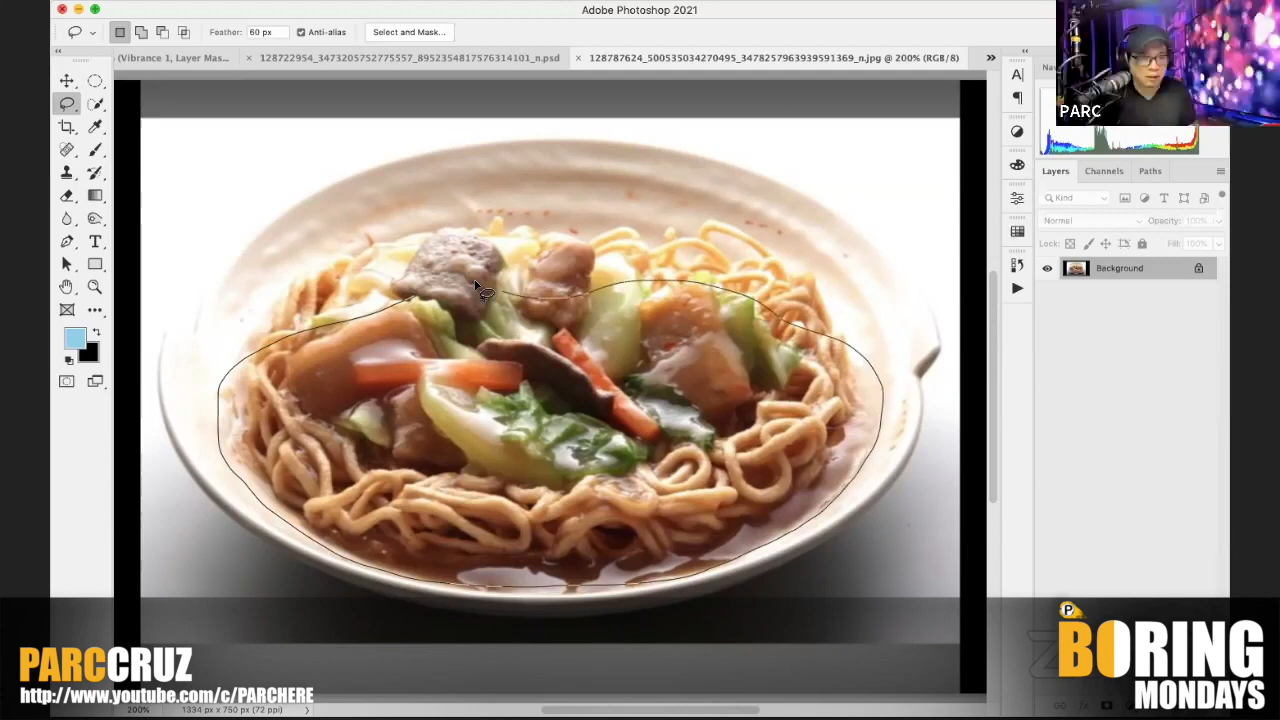 Adobe Photoshop 2021
Feather: 60 px
Anti-alias
Select and Mask...
(Vibrance 1, Layer Mas...
128722954_3473205752775557_8952354817576314101_n.psd
128787624_500535034270495_3478257963939591369_n.jpg @ 200% (RGB/8)
PARC
Layers
Channels
Paths
Kind
Normal
Opacity: 100%
Lock:
Fill: 100%
Background
PARCCRUZ
http://www.youtube.com/c/PARCHERE
P
BORING
MONDAYS
200%
1334 px x 750 px (72 ppi)